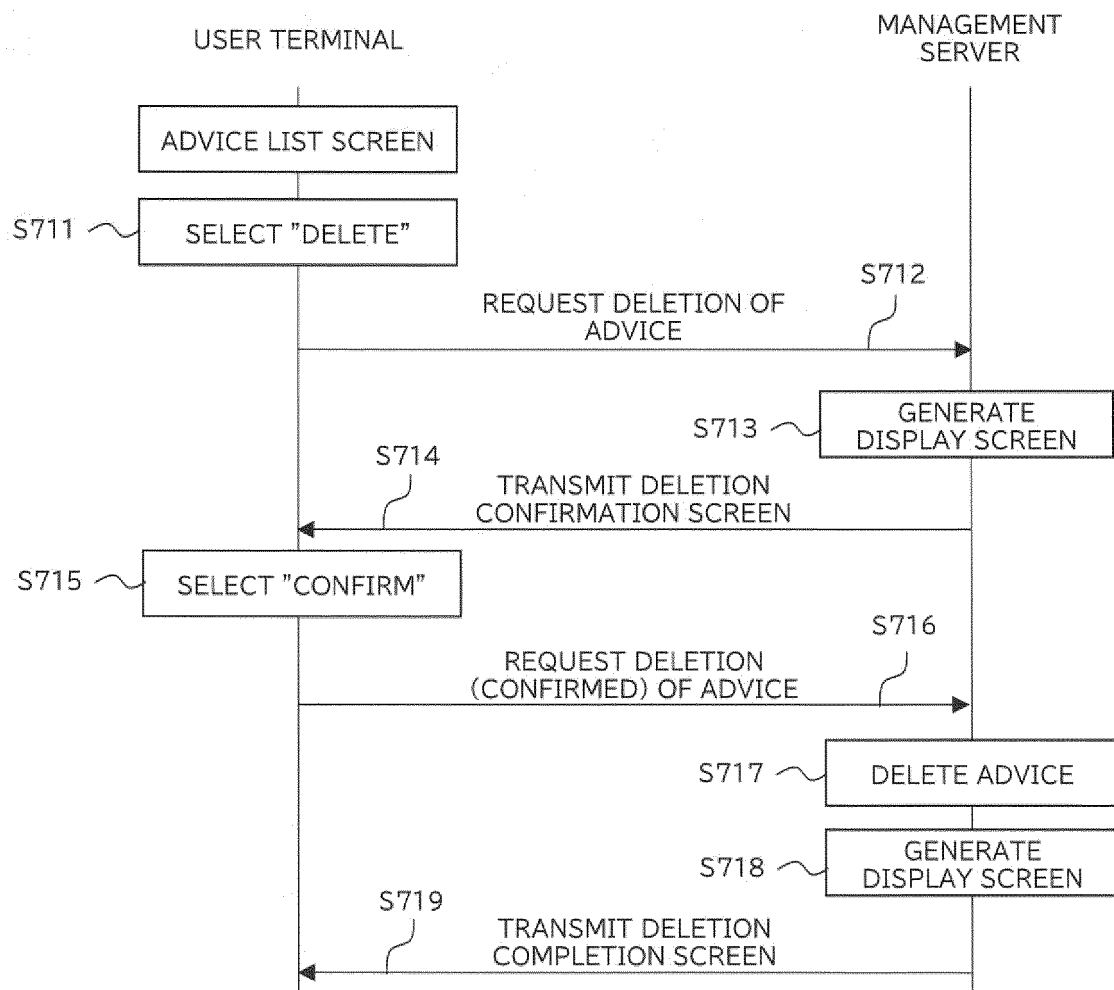 USER TERMINAL
MANAGEMENT
SERVER
ADVICE LIST SCREEN
S711
SELECT "DELETE"
S712
REQUEST DELETION OF
ADVICE
S713
GENERATE
DISPLAY SCREEN
S714
TRANSMIT DELETION
CONFIRMATION SCREEN
S715
SELECT "CONFIRM"
S716
REQUEST DELETION
(CONFIRMED) OF ADVICE
S717
DELETE ADVICE
S718
GENERATE
DISPLAY SCREEN
S719
TRANSMIT DELETION
COMPLETION SCREEN